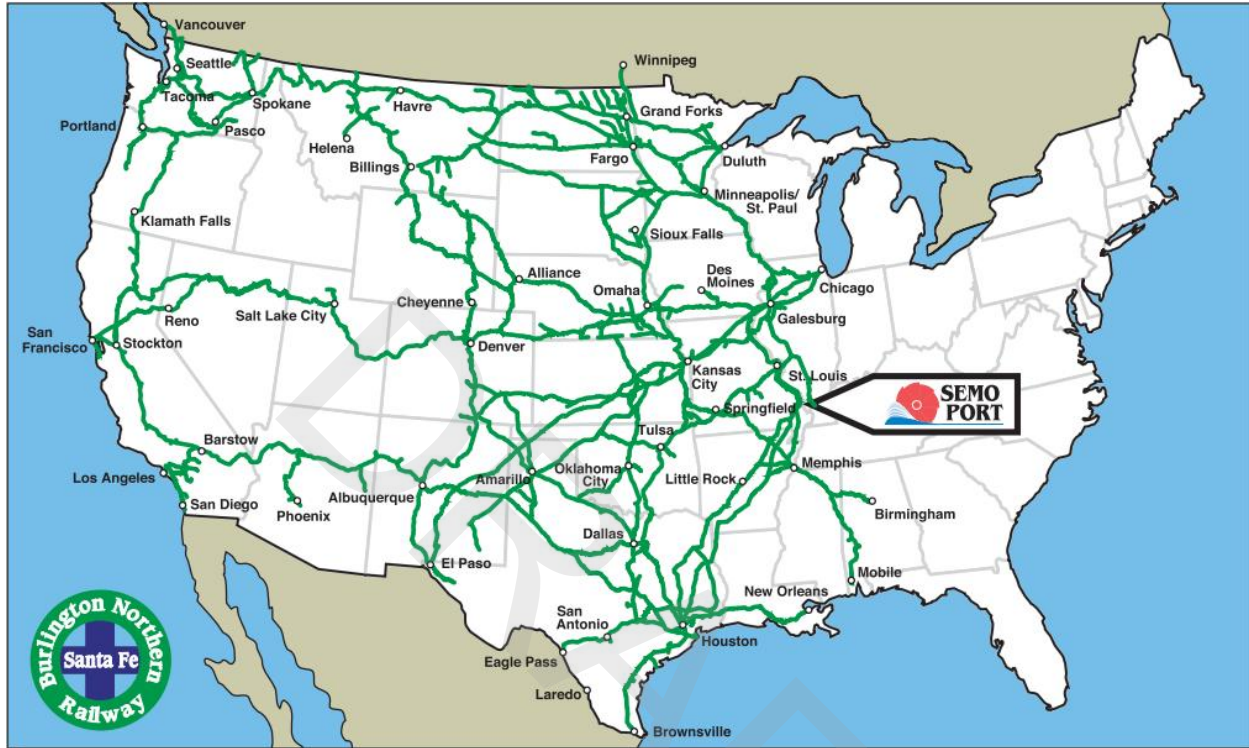 Vancouver
Winnipeg
Seattle
Tacoma
Spokane
Havre
Grand Forks
Portland
Pasco
Helena
Billings
Fargo
Duluth
Minneapolis/
St. Paul
Klamath Falls
Sioux Falls
Alliance
Omaha
Des
Moines
Chicago
Cheyenne
Galesburg
Reno
Salt Lake City
San
Francisco
Stockton
Denver
Kansas
City
St. Louis
SEMO
PORT
Springfield
Tulsa
Barstow
Los Angeles
Albuquerque
Amarillo
Oklahoma
City
Little Rock
Memphis
San Diego
Phoenix
Birmingham
Dallas
El Paso
Mobile
New Orleans
San
Antonio
Houston
Eagle Pass
Laredo
Brownsville
Burlington Northern
Santa Fe
Railway
DRAFT